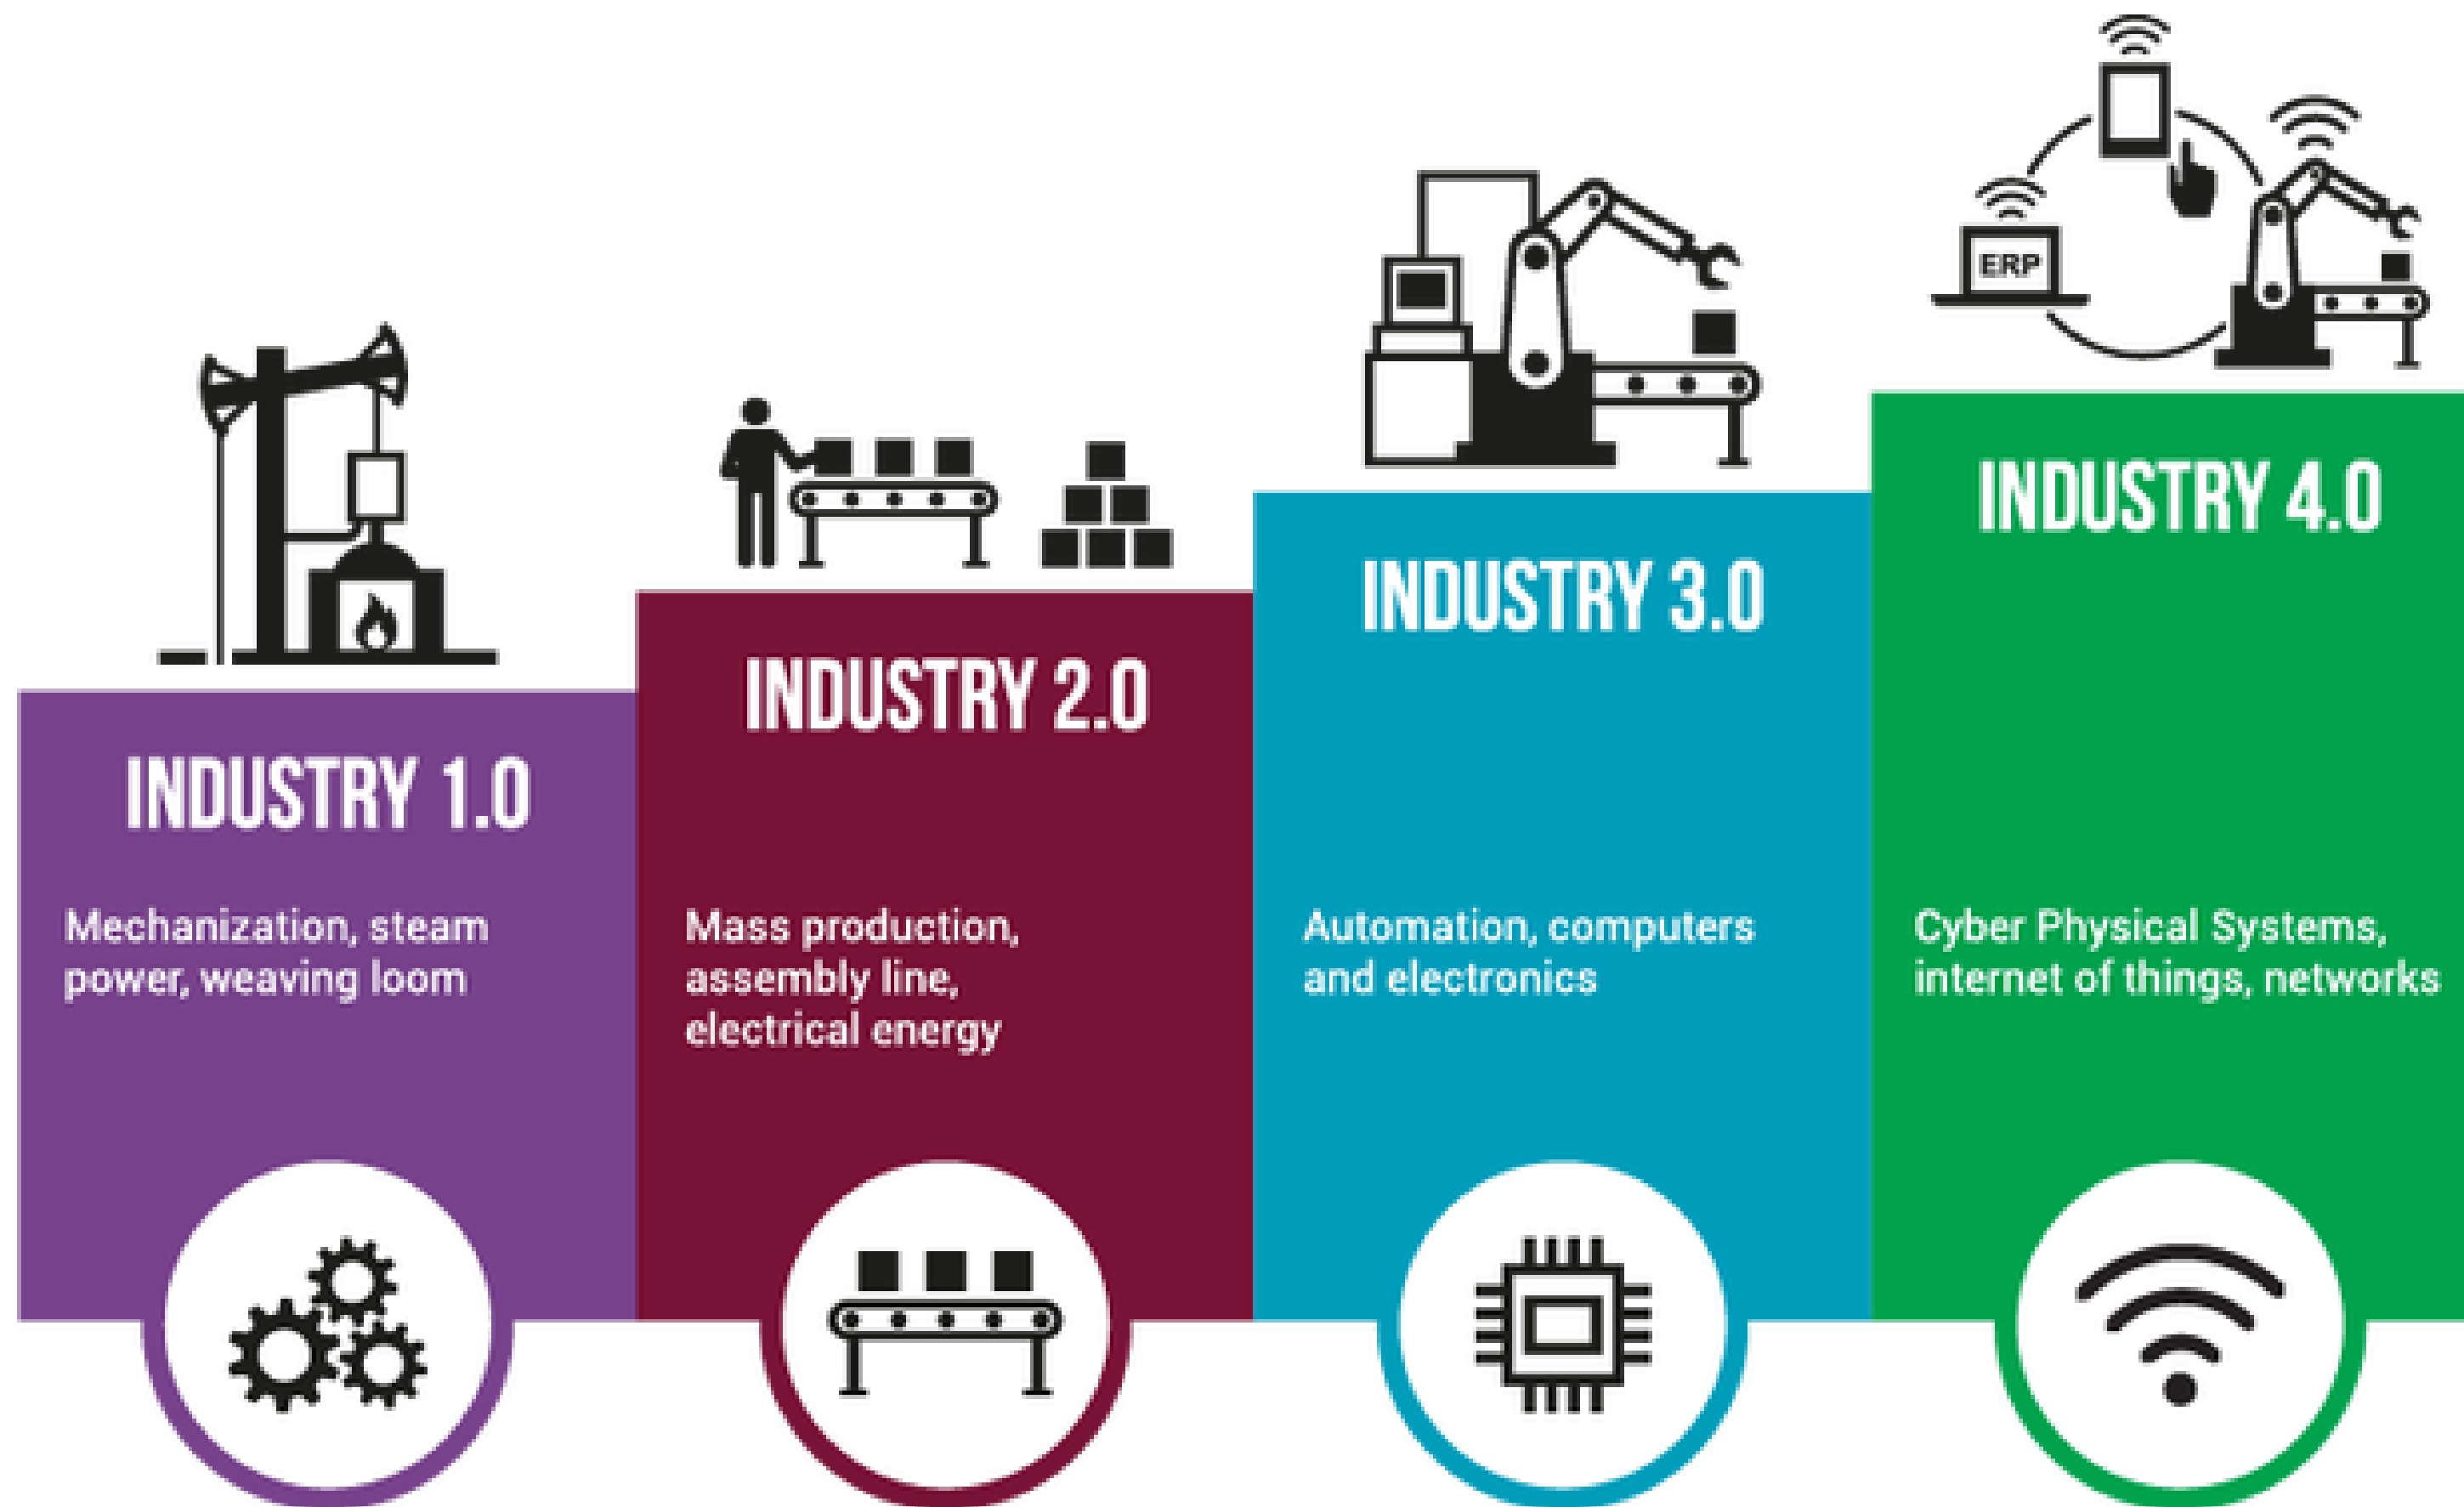 ERP
INDUSTRY 1.0
Mechanization, steam
power, weaving loom
INDUSTRY 2.0
Mass production,
assembly line,
electrical energy
INDUSTRY 3.0
Automation, computers
and electronics
INDUSTRY 4.0
Cyber Physical Systems,
internet of things, networks